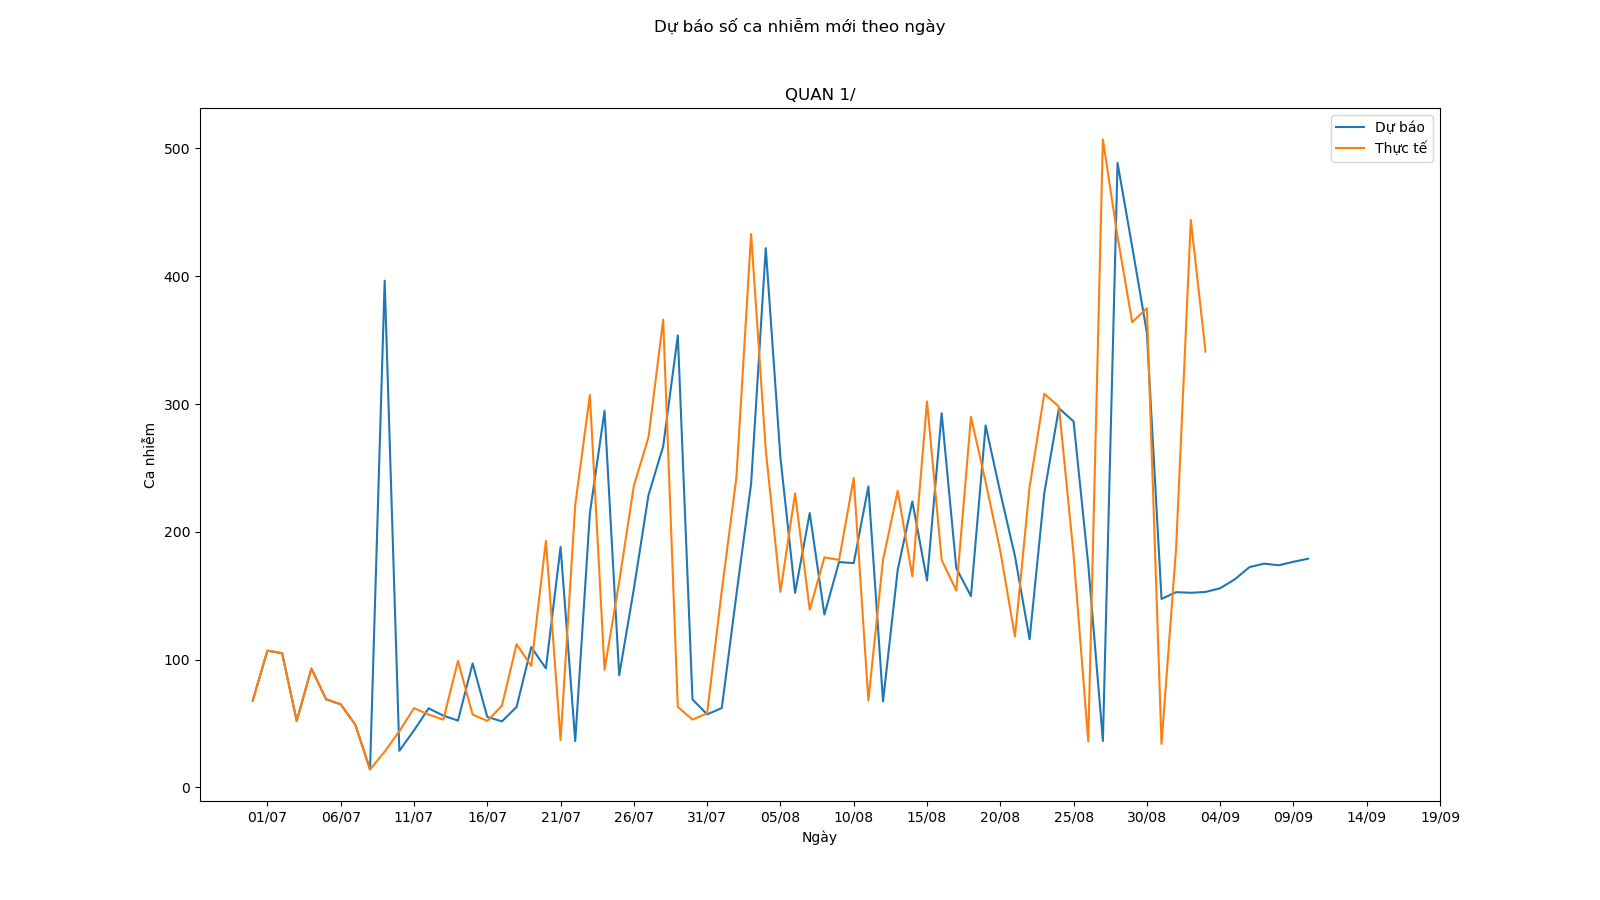 Dự báo số ca nhiễm mới theo ngày
QUAN 1/
Dự báo
Thực tế
500
400
300
200
100
0
Ca nhiễm
01/07 06/07 11/07 16/07 21/07 26/07 31/07 05/08 10/08 15/08 20/08 25/08 30/08 04/09 09/09 14/09 19/09
Ngày